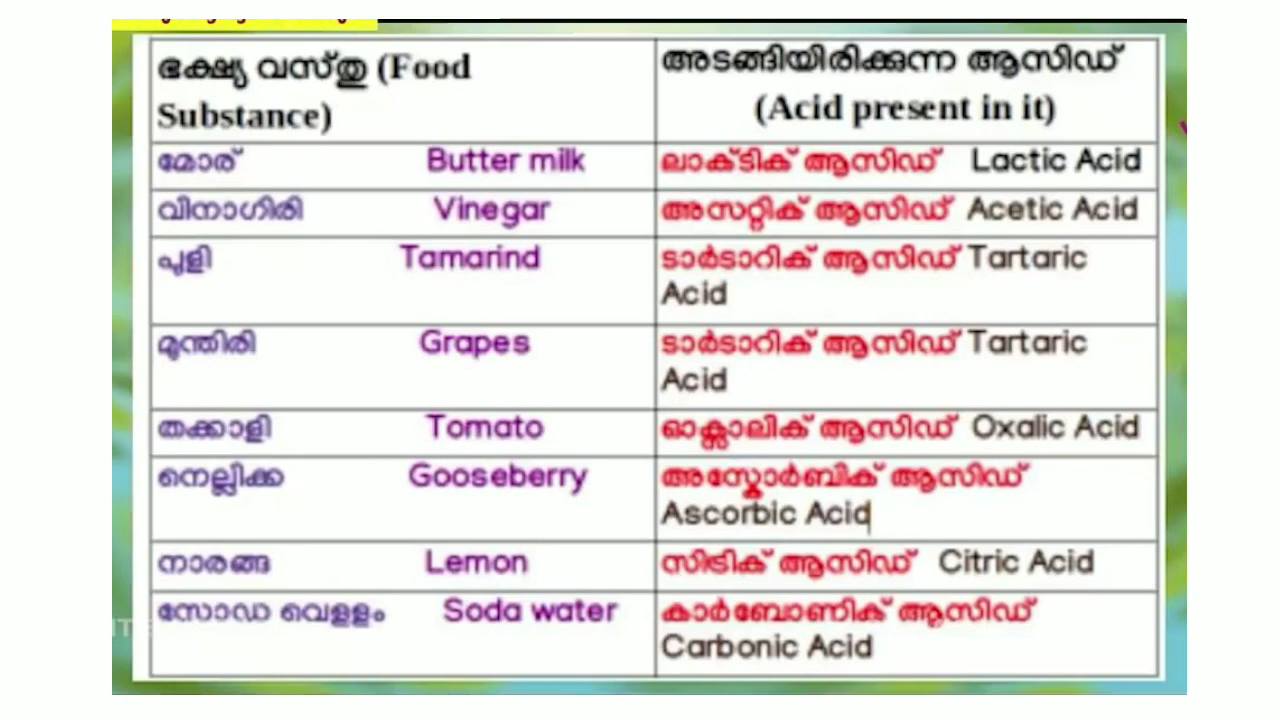 ഭക്ഷ്യ വസ്തു (Food
Substance)
അടങ്ങിയിരിക്കുന്ന ആസിഡ്
(Acid present in it)
മോര് Butter milk ലാക്ടിക് ആസിഡ് Lactic Acid
വിനാഗിരി Vinegar അസറ്റിക് ആസിഡ് Acetic Acid
പുളി Tamarind ടാർടാറിക് ആസിഡ് Tartaric
Acid
മുന്തിരി Grapes ടാർടാറിക് ആസിഡ് Tartaric
Acid
തക്കാളി Tomato ഓക്സാലിക് ആസിഡ് Oxalic Acid
നെല്ലിക്ക Gooseberry അസ്കോർബിക് ആസിഡ്
Ascorbic Acid
നാരങ്ങ Lemon സിട്രിക് ആസിഡ് Citric Acid
സോഡ വെളളം Soda water കാർബോണിക് ആസിഡ്
Carbonic Acid